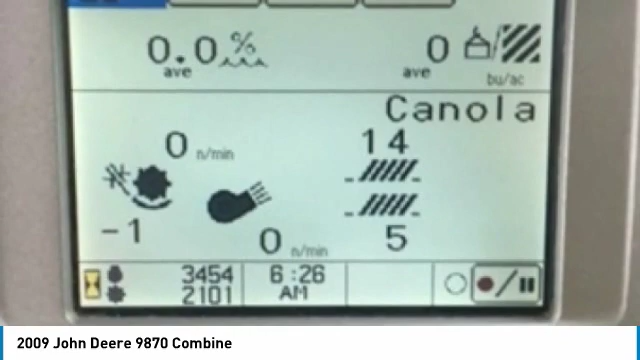 0.0 %
ave
0
ave
bu/ac
Canola
0 n/min
14
-1
0 n/min
5
3454
2101
6:26
AM
2009 John Deere 9870 Combine